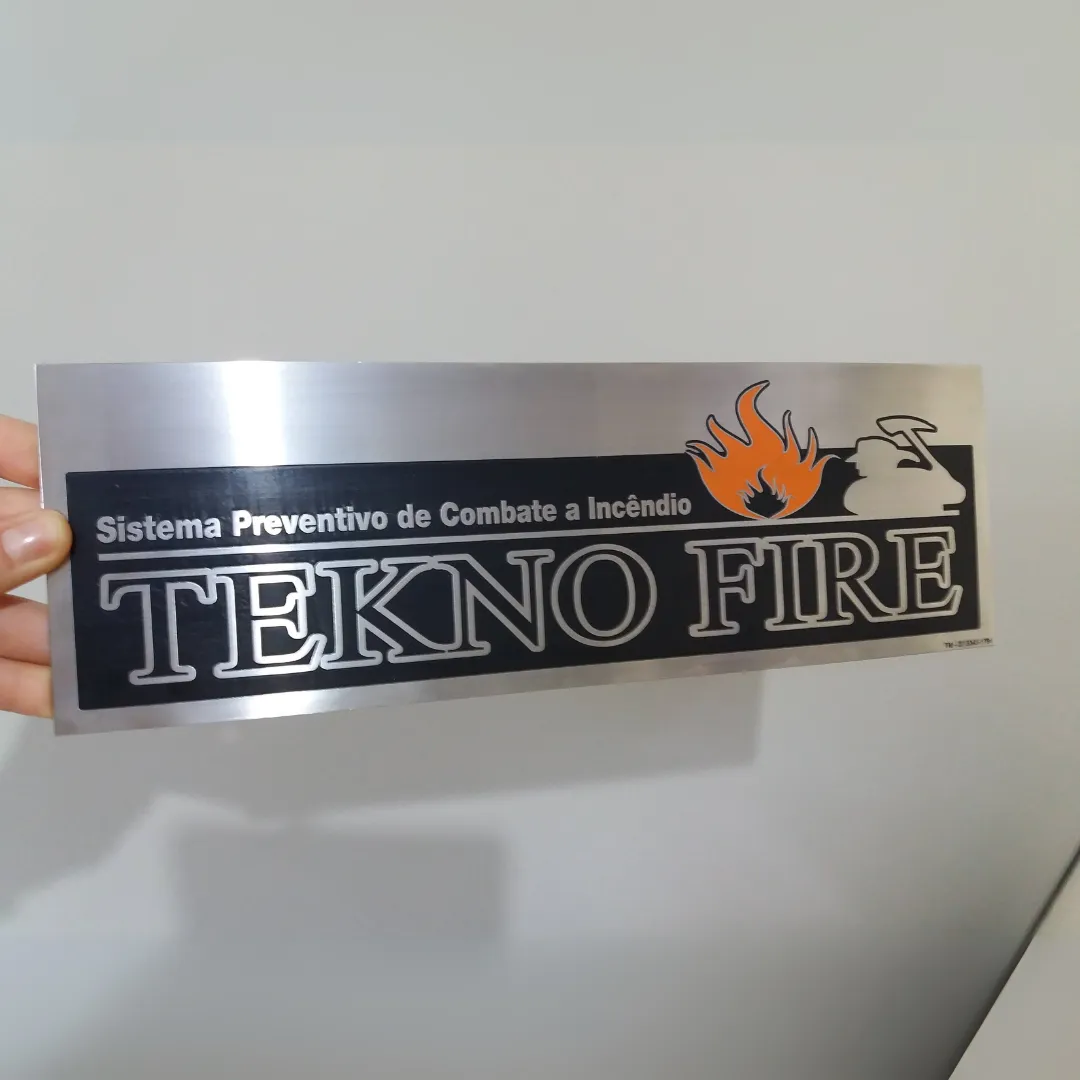 Sistema Preventivo de Combate a Incêndio
TEKNO FIRE